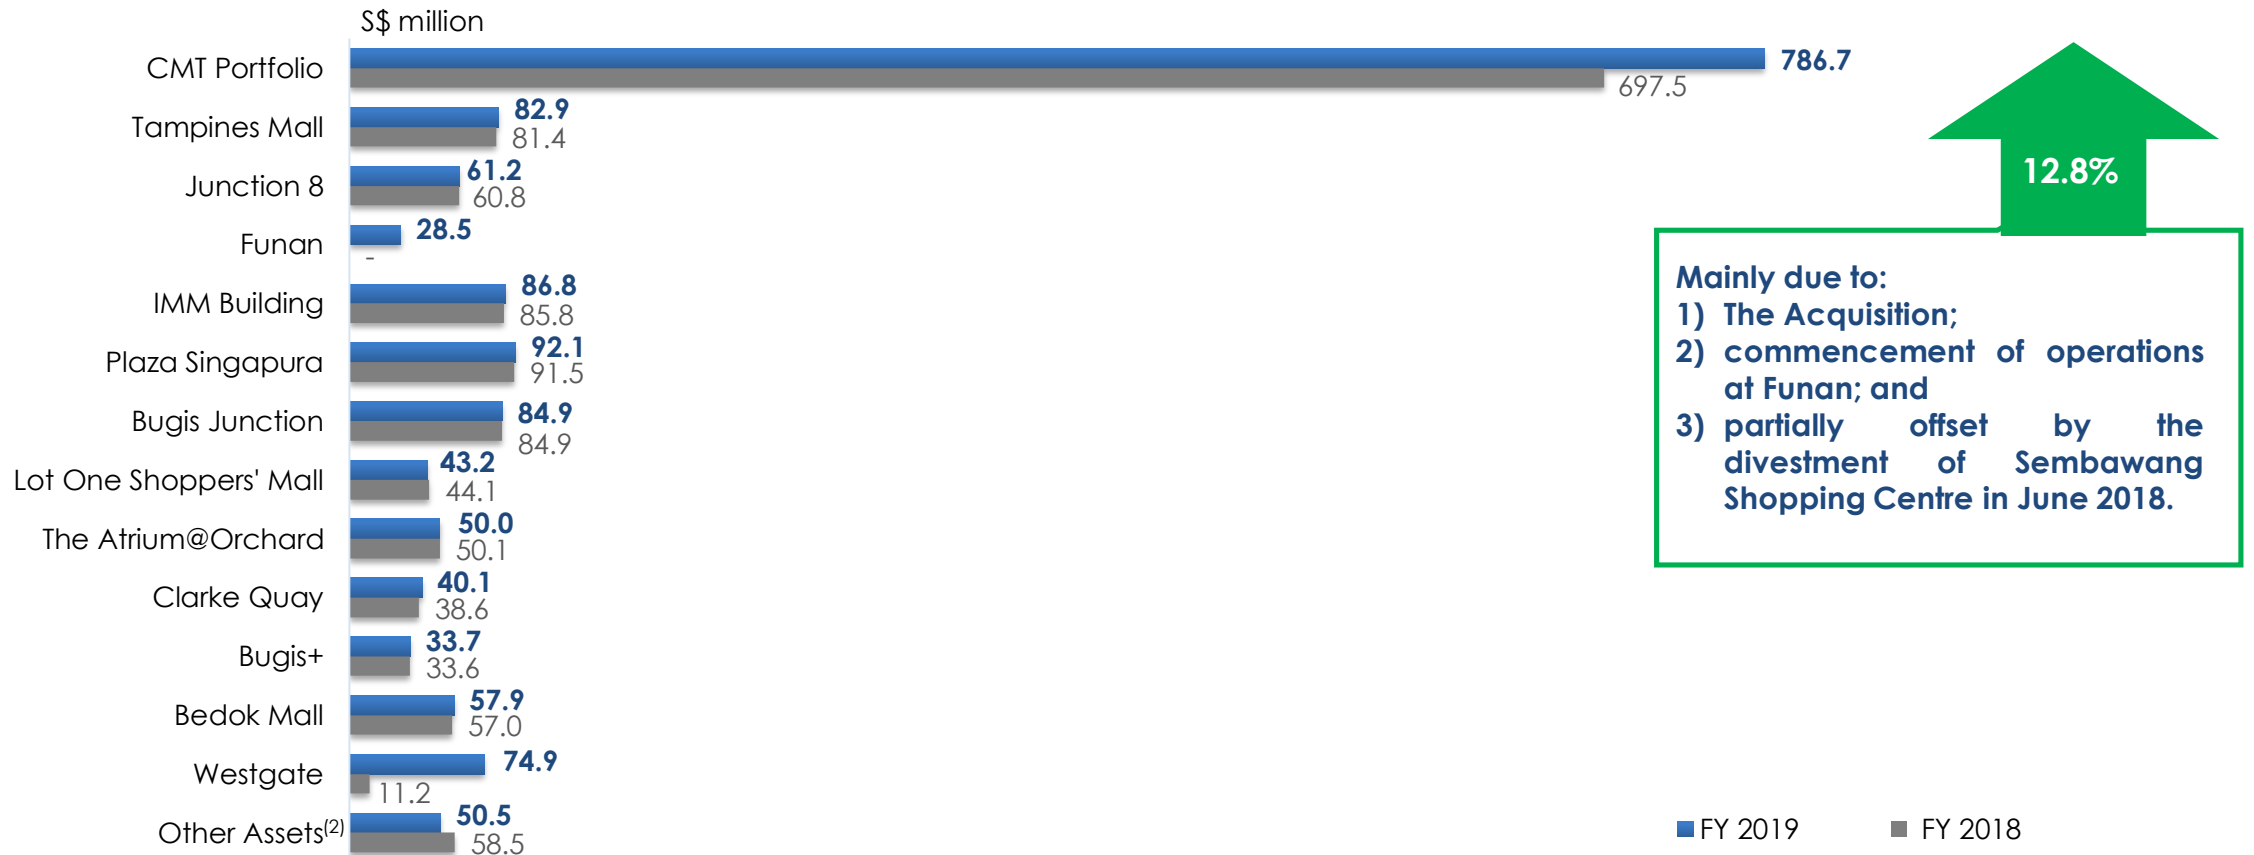 S$ million
CMT Portfolio
786.7
697.5
Tampines Mall
82.9
81.4
Junction 8
61.2
60.8
Funan
28.5
-
IMM Building
86.8
85.8
Plaza Singapura
92.1
91.5
Bugis Junction
84.9
84.9
Lot One Shoppers' Mall
43.2
44.1
The Atrium@Orchard
50.0
50.1
Clarke Quay
40.1
38.6
Bugis+
33.7
33.6
Bedok Mall
57.9
57.0
Westgate
74.9
11.2
Other Assets(2)
50.5
58.5
12.8%
Mainly due to:
1) The Acquisition;
2) commencement of operations
at Funan; and
3) partially offset by the
divestment of Sembawang
Shopping Centre in June 2018.
FY 2019
FY 2018